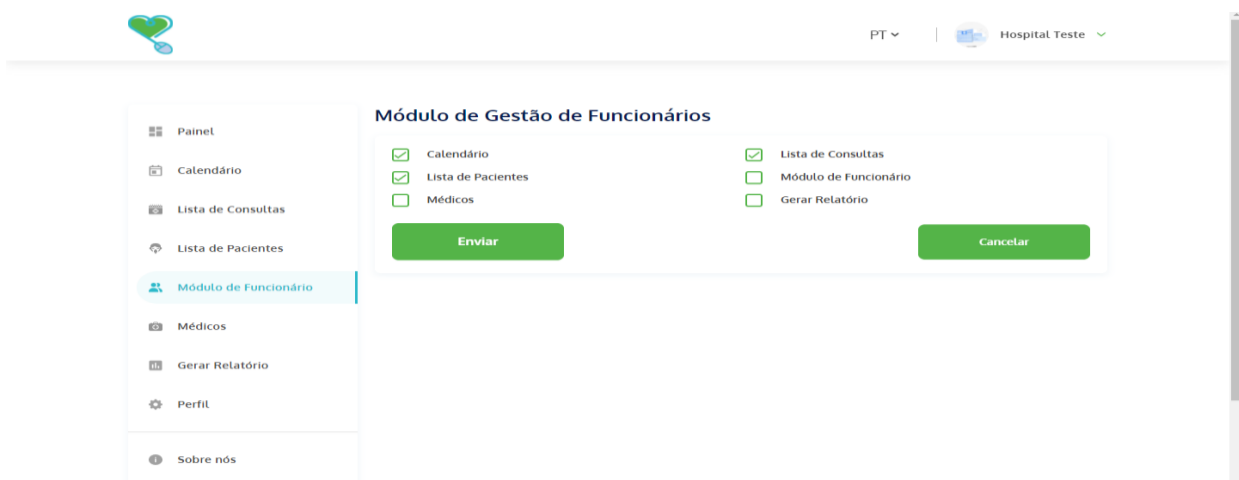 PT
Hospital Teste
Painel
Calendário
Lista de Consultas
Lista de Pacientes
Módulo de Funcionário
Médicos
Gerar Relatório
Perfil
Sobre nós
Módulo de Gestão de Funcionários
Calendário
Lista de Consultas
Lista de Pacientes
Módulo de Funcionário
Médicos
Gerar Relatório
Enviar
Cancelar